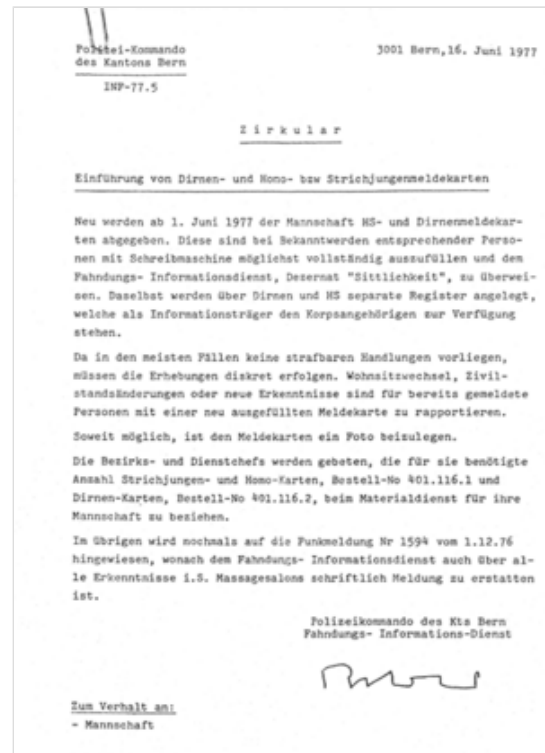 Polizei-Kommando
des Kantons Bern
3001 Bern,16. Juni 1977
INF-77.5
Z i r k u l a r
Einführung von Dirnen- und Homo- bzw Strichjungenmeldekarten
Neu werden ab 1. Juni 1977 der Mannschaft HS- und Dirnenmeldekar-
ten abgegeben. Diese sind bei Bekanntwerden entsprechender Perso-
nen mit Schreibmaschine möglichst vollständig auszufüllen und dem
Fahndungs- Informationsdienst, Dezernat "Sittlichkeit", zu überwei-
sen. Daselbst werden über Dirnen und HS separate Register angelegt,
welche als Informationsträger den Korpsangehörigen zur Verfügung
stehen.
Da in den meisten Fällen keine strafbaren Handlungen vorliegen,
müssen die Erhebungen diskret erfolgen. Wohnsitzwechsel, Zivil-
standsänderungen oder neue Erkenntnisse sind für bereits gemeldete
Personen mit einer neu ausgefüllten Meldekarte zu rapportieren.
Soweit möglich, ist den Meldekarten ein Foto beizulegen.
Die Bezirks- und Dienstchefs werden gebeten, die für sie benötigte
Anzahl Strichjungen- und Homo-Karten, Bestell-No 401.116.1 und
Dirnen-Karten, Bestell-No 401.116.2, beim Materialdienst für ihre
Mannschaft zu beziehen.
Im übrigen wird nochmals auf die Funkmeldung Nr 1594 vom 1.12.76
hingewiesen, wonach dem Fahndungs- Informationsdienst auch über al-
le Erkenntnisse i.S. Massagesalons schriftlich Meldung zu erstatten
ist.
Polizeikommando des Kts Bern
Fahndungs- Informations-Dienst
Zum Verhalt an:
- Mannschaft